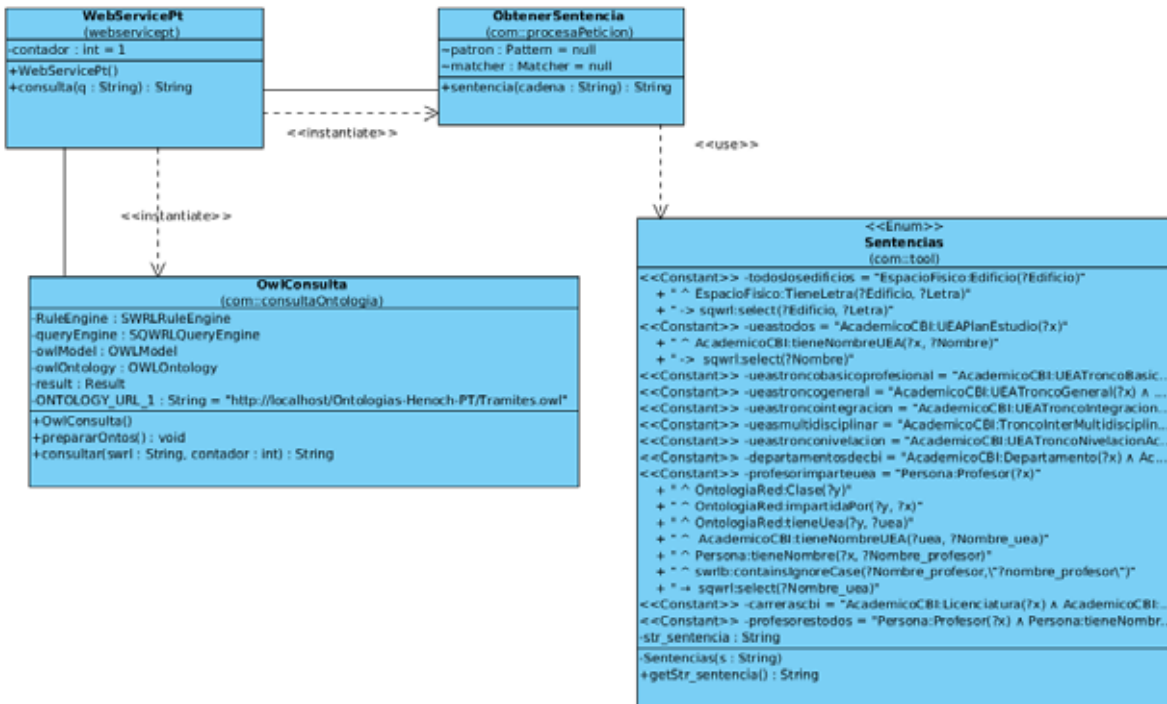 WebServicePt
(webservicept)
-contador : int = 1
+WebServicePt()
+consulta(q : String) : String
ObtenerSentencia
(com::procesaPeticion)
~patron : Pattern = null
~matcher : Matcher = null
+sentencia(cadena : String) : String
<<instantiate>>
<<use>>
<<instantiate>>
OwlConsulta
(com::consultaOntologia)
-RuleEngine : SWRLRuleEngine
-queryEngine : SQWRLQueryEngine
-owlModel : OWLModel
-owlOntology : OWLOntology
-result : Result
-ONTOLOGY_URL_1 : String = "http://localhost/Ontologias-Henoch-PT/Tramites.owl"
+OwlConsulta()
+prepararOntos() : void
+consultar(swrl : String, contador : int) : String
<<Enum>>
Sentencias
(com::tool)
<<Constant>> -todoslosedificios = "EspacioFisico:Edificio(?Edificio)"
+ " ^ EspacioFisico:TieneLetra(?Edificio, ?Letra)"
+ " -> sqwrl:select(?Edificio, ?Letra)"
<<Constant>> -ueastodos = "AcademicoCBI:UEAPlanEstudio(?x)"
+ " ^ AcademicoCBI:tieneNombreUEA(?x, ?Nombre)"
+ " -> sqwrl:select(?Nombre)"
<<Constant>> -ueastroncobasicoprofesional = "AcademicoCBI:UEATroncoBasic...
<<Constant>> -ueastroncogeneral = "AcademicoCBI:UEATroncoGeneral(?x) ∧ ...
<<Constant>> -ueastroncointegracion = "AcademicoCBI:UEATroncoIntegracion...
<<Constant>> -ueasmultidisciplinar = "AcademicoCBI:TroncoInterMultidisciplin...
<<Constant>> -ueastronconivelacion = "AcademicoCBI:UEATroncoNivelacionAc...
<<Constant>> -departamentosdecbi = "AcademicoCBI:Departamento(?x) ∧ Ac...
<<Constant>> -profesorimparteuea = "Persona:Profesor(?x)"
+ " ^ OntologiaRed:Clase(?y)"
+ " ^ OntologiaRed:impartidaPor(?y, ?x)"
+ " ^ OntologiaRed:tieneUea(?y, ?uea)"
+ " ^ AcademicoCBI:tieneNombreUEA(?uea, ?Nombre_uea)"
+ " ^ Persona:tieneNombre(?x, ?Nombre_profesor)"
+ " ^ swrlb:containsIgnoreCase(?Nombre_profesor,\"?nombre_profesor\")"
+ " → sqwrl:select(?Nombre_uea)"
<<Constant>> -carrerascbi = "AcademicoCBI:Licenciatura(?x) ∧ AcademicoCBI:...
<<Constant>> -profesorestodos = "Persona:Profesor(?x) ∧ Persona:tieneNombr...
-str_sentencia : String
-Sentencias(s : String)
+getStr_sentencia() : String